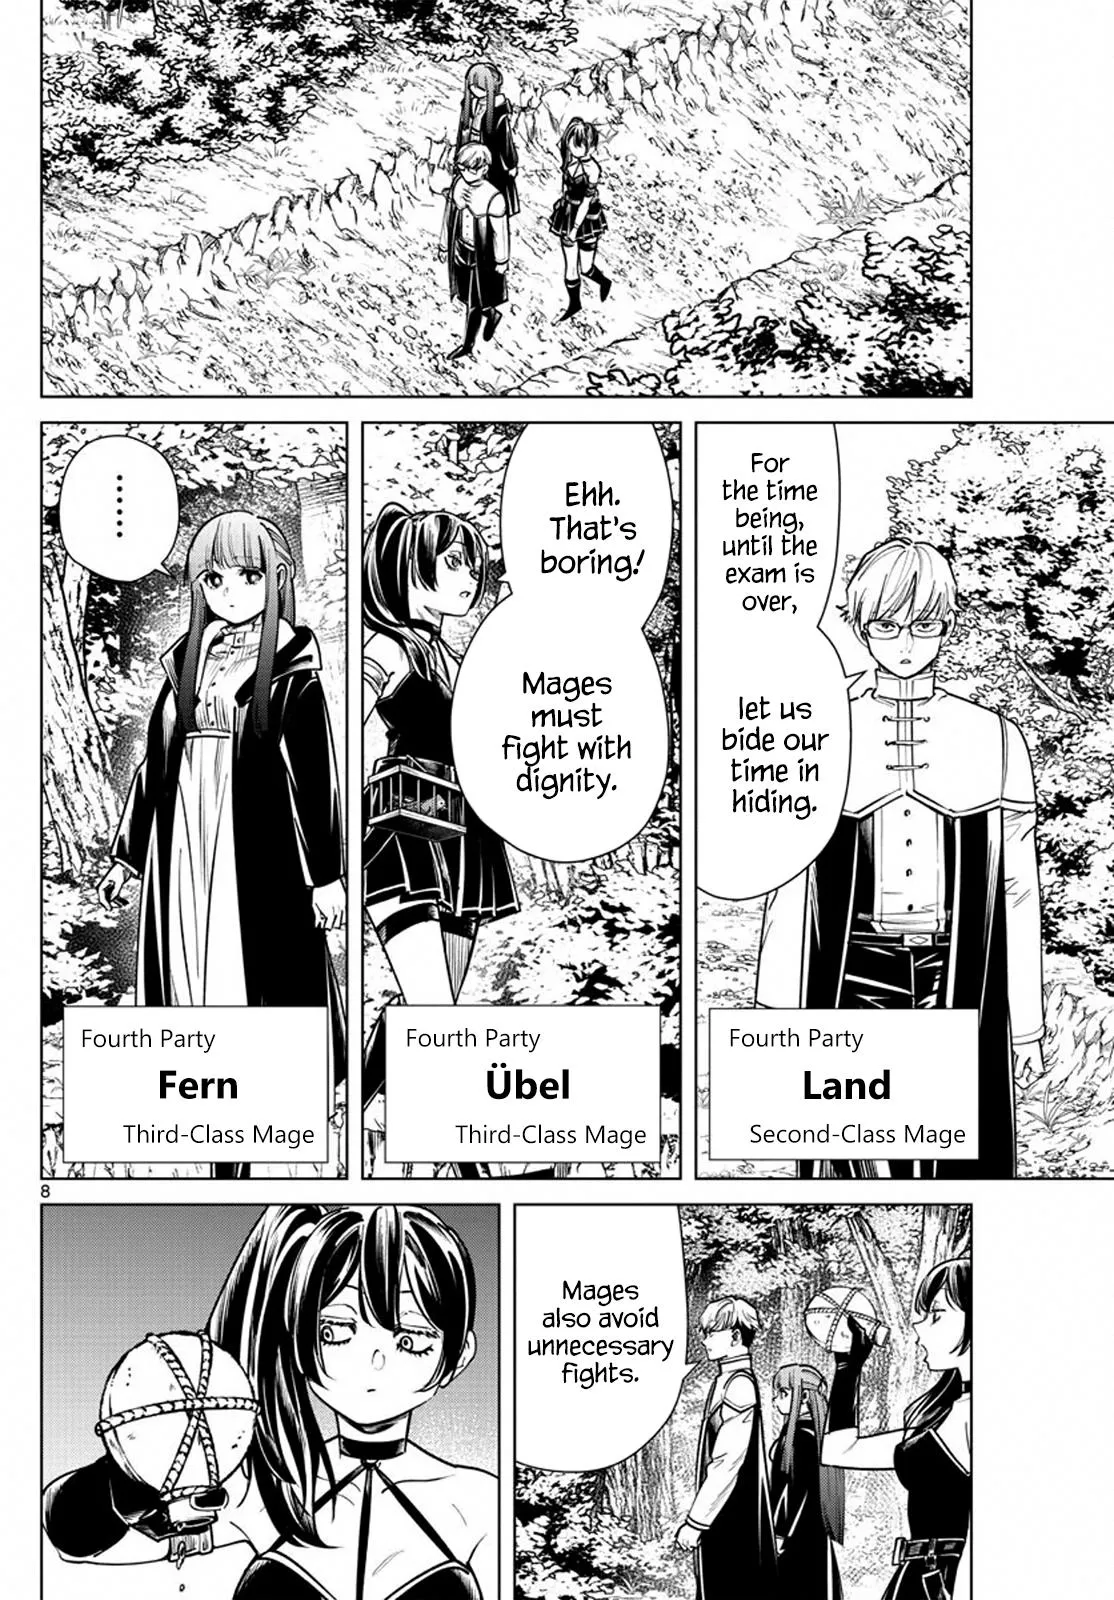 For
the time
being,
until the
exam is
over,
let us
bide our
time in
hiding.
Fourth Party
Land
Second-Class Mage
Ehh.
That's
boring!
Mages
must
fight with
dignity.
Fourth Party
Übel
Third-Class Mage
......
Fourth Party
Fern
Third-Class Mage
8
Mages
also avoid
unnecessary
fights.